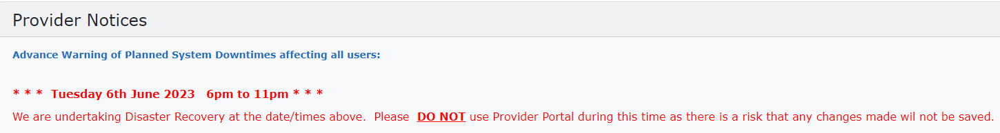 Provider Notices
Advance Warning of Planned System Downtimes affecting all users:
* * *  Tuesday 6th June 2023   6pm to 11pm * * *
We are undertaking Disaster Recovery at the date/times above.  Please  DO NOT use Provider Portal during this time as there is a risk that any changes made wil not be saved.